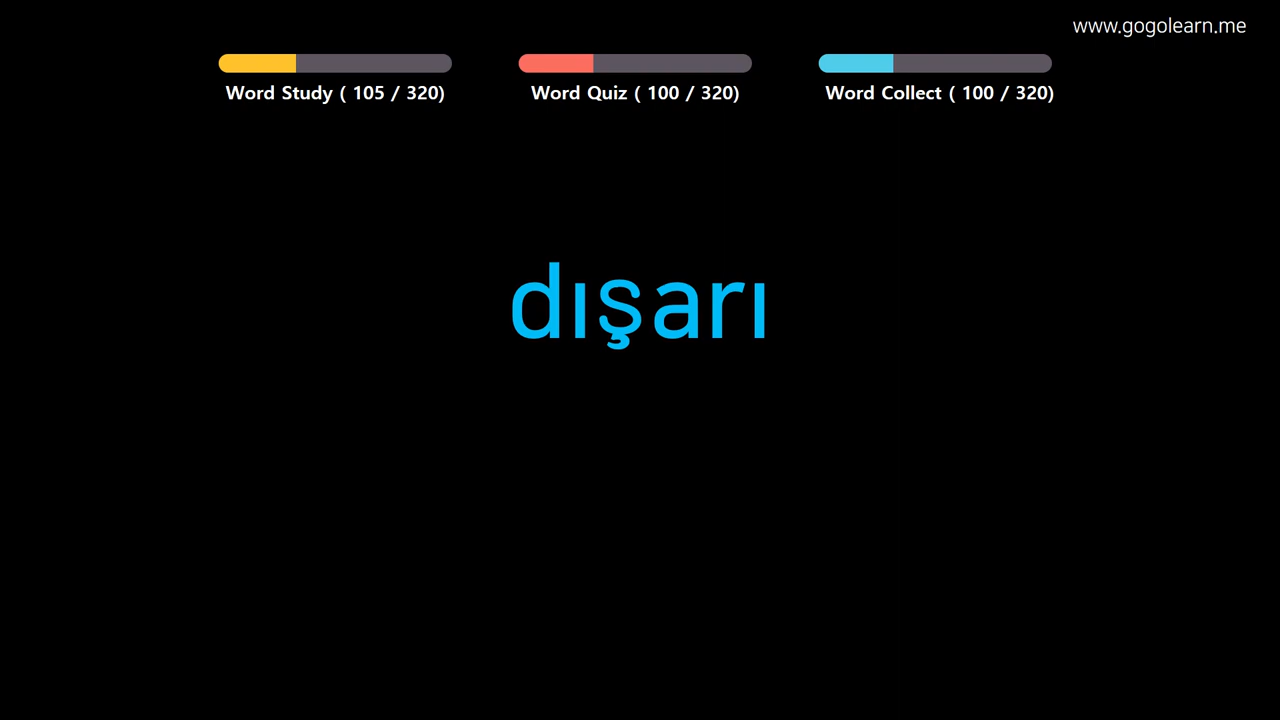 www.gogolearn.me
Word Study ( 105 / 320)
Word Quiz ( 100 / 320)
Word Collect ( 100 / 320)
dışarı